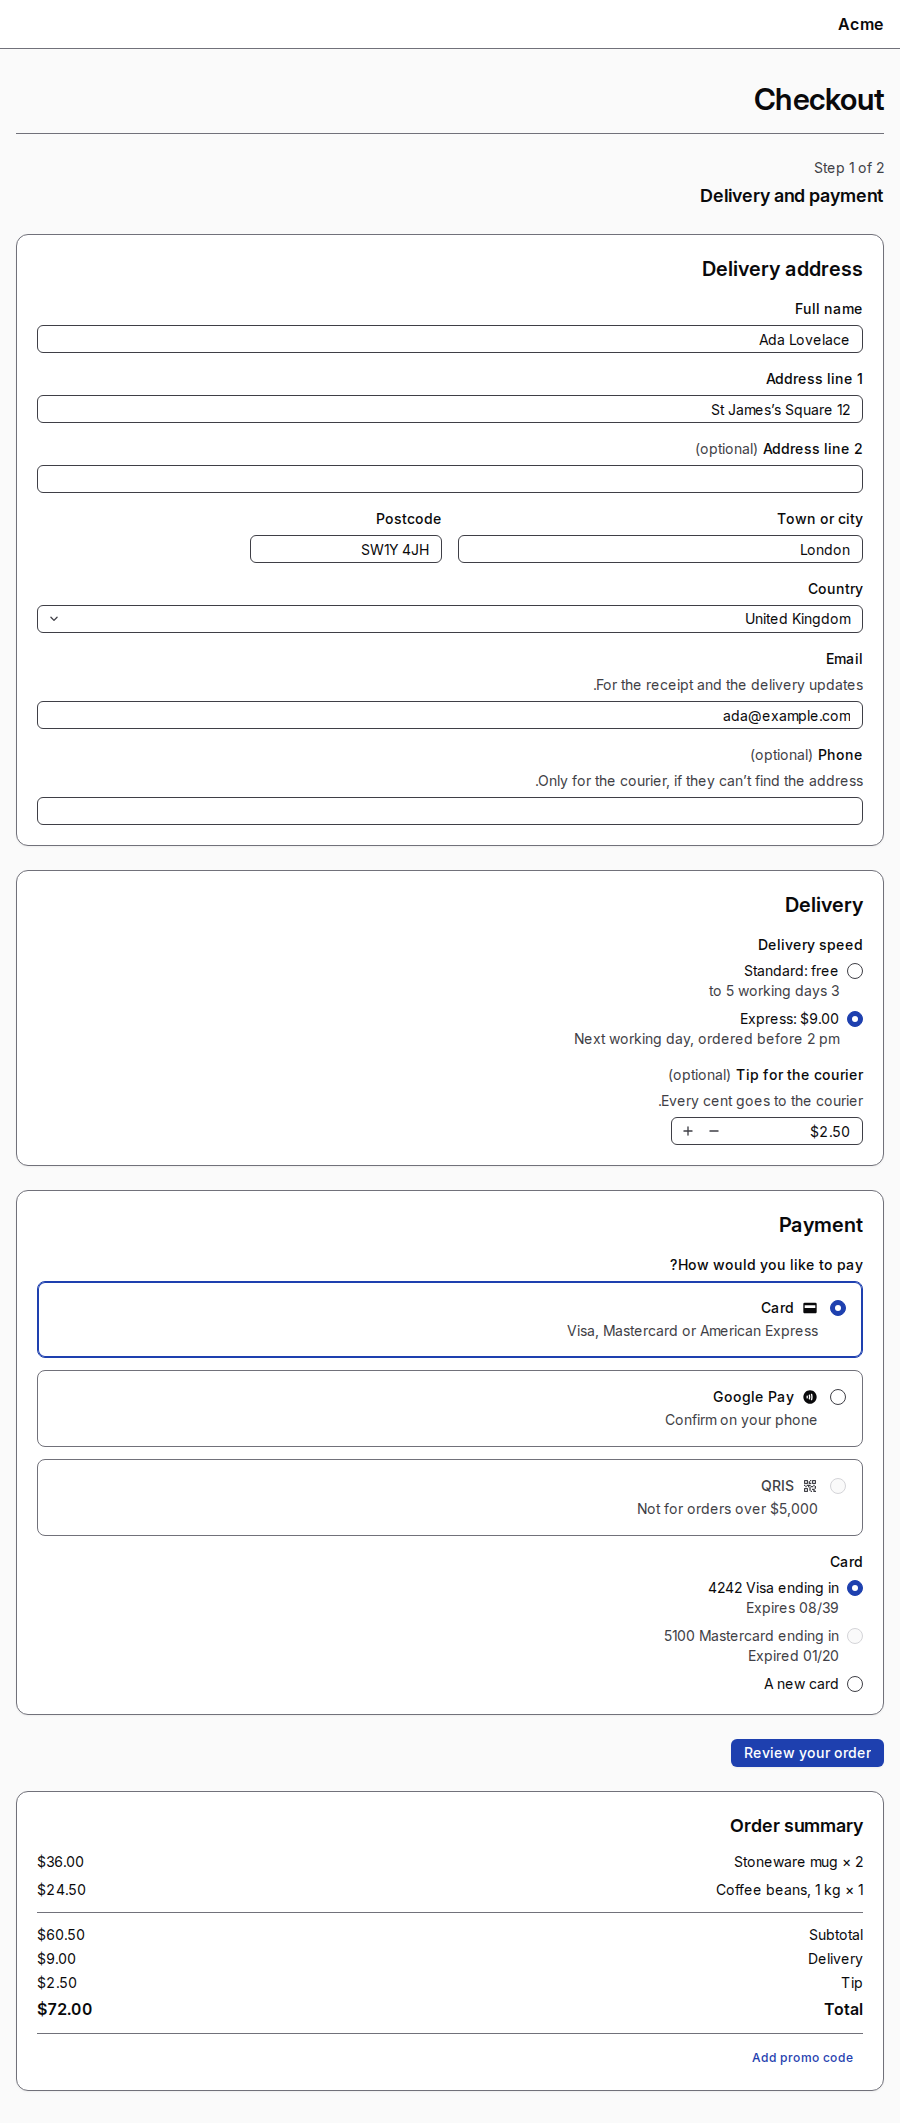 Acme
Checkout
Step 1 of 2
Delivery and payment
Delivery address
Full name
Ada Lovelace
Address line 1
St James’s Square 12
(optional) Address line 2
Town or city
London
Postcode
SW1Y 4JH
Country
United Kingdom
Email
.For the receipt and the delivery updates
ada@example.com
(optional) Phone
.Only for the courier, if they can’t find the address
Delivery
Delivery speed
Standard: free
to 5 working days 3
Express: $9.00
Next working day, ordered before 2 pm
(optional) Tip for the courier
.Every cent goes to the courier
$2.50
Payment
?How would you like to pay
Card
Visa, Mastercard or American Express
Google Pay
Confirm on your phone
QRIS
Not for orders over $5,000
Card
4242 Visa ending in
Expires 08/39
5100 Mastercard ending in
Expired 01/20
A new card
Review your order
Order summary
Stoneware mug × 2
$36.00
Coffee beans, 1 kg × 1
$24.50
Subtotal
$60.50
Delivery
$9.00
Tip
$2.50
Total
$72.00
Add promo code